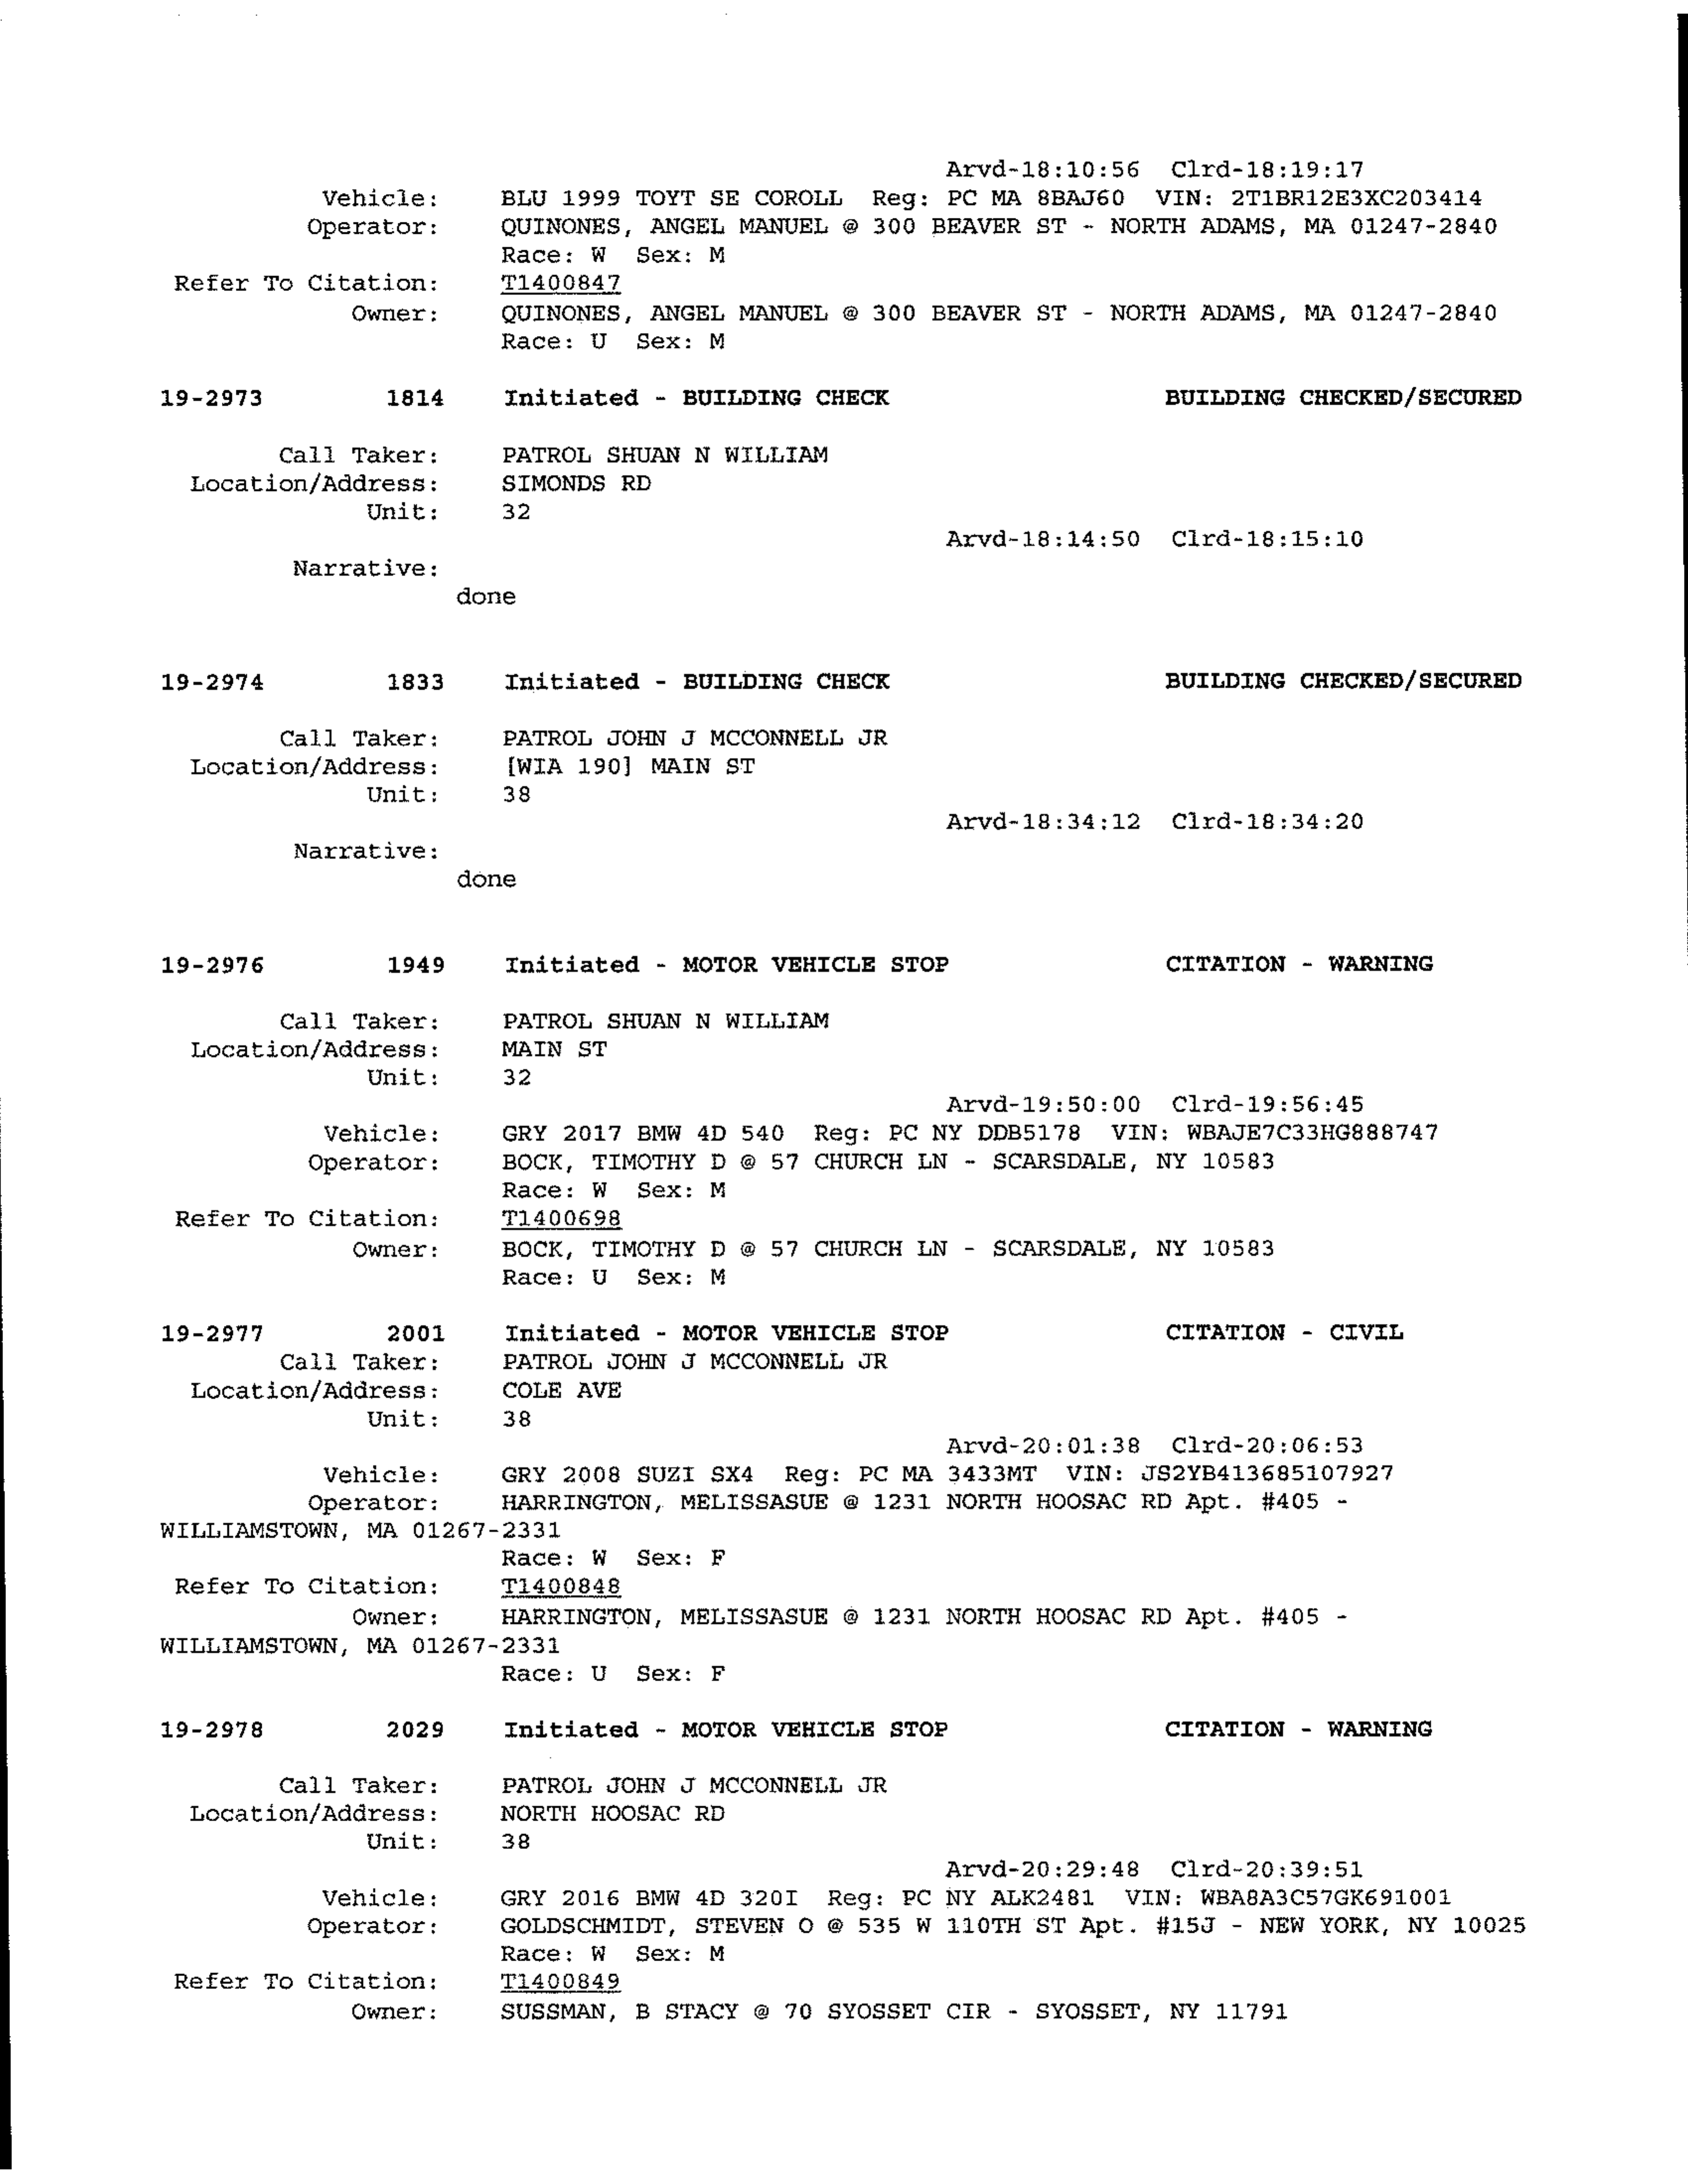 Arvd-18:10:56 Clrd-18:19:17
Vehicle: BLU 1999 TOYT SE COROLL Reg: PC MA 8BAJ60 VIN: 2T1BR12E3XC203414
Operator: QUINONES, ANGEL MANUEL @ 300 BEAVER ST - NORTH ADAMS, MA 01247-2840
Race: W Sex: M
Refer To Citation: T1400847
Owner: QUINONES, ANGEL MANUEL @ 300 BEAVER ST - NORTH ADAMS, MA 01247-2840
Race: U Sex: M
19-2973 1814 Initiated - BUILDING CHECK BUILDING CHECKED/SECURED
Call Taker: PATROL SHUAN N WILLIAM
Location/Address: SIMONDS RD
Unit: 32
Arvd-18:14:50 Clrd-18:15:10
Narrative:
done
19-2974 1833 Initiated - BUILDING CHECK BUILDING CHECKED/SECURED
Call Taker: PATROL JOHN J MCCONNELL JR
Location/Address: [WIA 190] MAIN ST
Unit: 38
Arvd-18:34:12 Clrd-18:34:20
Narrative:
done
19-2976 1949 Initiated - MOTOR VEHICLE STOP CITATION - WARNING
Call Taker: PATROL SHUAN N WILLIAM
Location/Address: MAIN ST
Unit: 32
Arvd-19:50:00 Clrd-19:56:45
Vehicle: GRY 2017 BMW 4D 540 Reg: PC NY DDB5178 VIN: WBAJE7C33HG888747
Operator: BOCK, TIMOTHY D @ 57 CHURCH LN - SCARSDALE, NY 10583
Race: W Sex: M
Refer To Citation: T1400698
Owner: BOCK, TIMOTHY D @ 57 CHURCH LN - SCARSDALE, NY 10583
Race: U Sex: M
19-2977 2001 Initiated - MOTOR VEHICLE STOP CITATION - CIVIL
Call Taker: PATROL JOHN J MCCONNELL JR
Location/Address: COLE AVE
Unit: 38
Arvd-20:01:38 Clrd-20:06:53
Vehicle: GRY 2008 SUZI SX4 Reg: PC MA 3433MT VIN: JS2YB413685107927
Operator: HARRINGTON, MELISSASUE @ 1231 NORTH HOOSAC RD Apt. #405 -
WILLIAMSTOWN, MA 01267-2331
Race: W Sex: F
Refer To Citation: T1400848
Owner: HARRINGTON, MELISSASUE @ 1231 NORTH HOOSAC RD Apt. #405 -
WILLIAMSTOWN, MA 01267-2331
Race: U Sex: F
19-2978 2029 Initiated - MOTOR VEHICLE STOP CITATION - WARNING
Call Taker: PATROL JOHN J MCCONNELL JR
Location/Address: NORTH HOOSAC RD
Unit: 38
Arvd-20:29:48 Clrd-20:39:51
Vehicle: GRY 2016 BMW 4D 320I Reg: PC NY ALK2481 VIN: WBA8A3C57GK691001
Operator: GOLDSCHMIDT, STEVEN O @ 535 W 110TH ST Apt. #15J - NEW YORK, NY 10025
Race: W Sex: M
Refer To Citation: T1400849
Owner: SUSSMAN, B STACY @ 70 SYOSSET CIR - SYOSSET, NY 11791